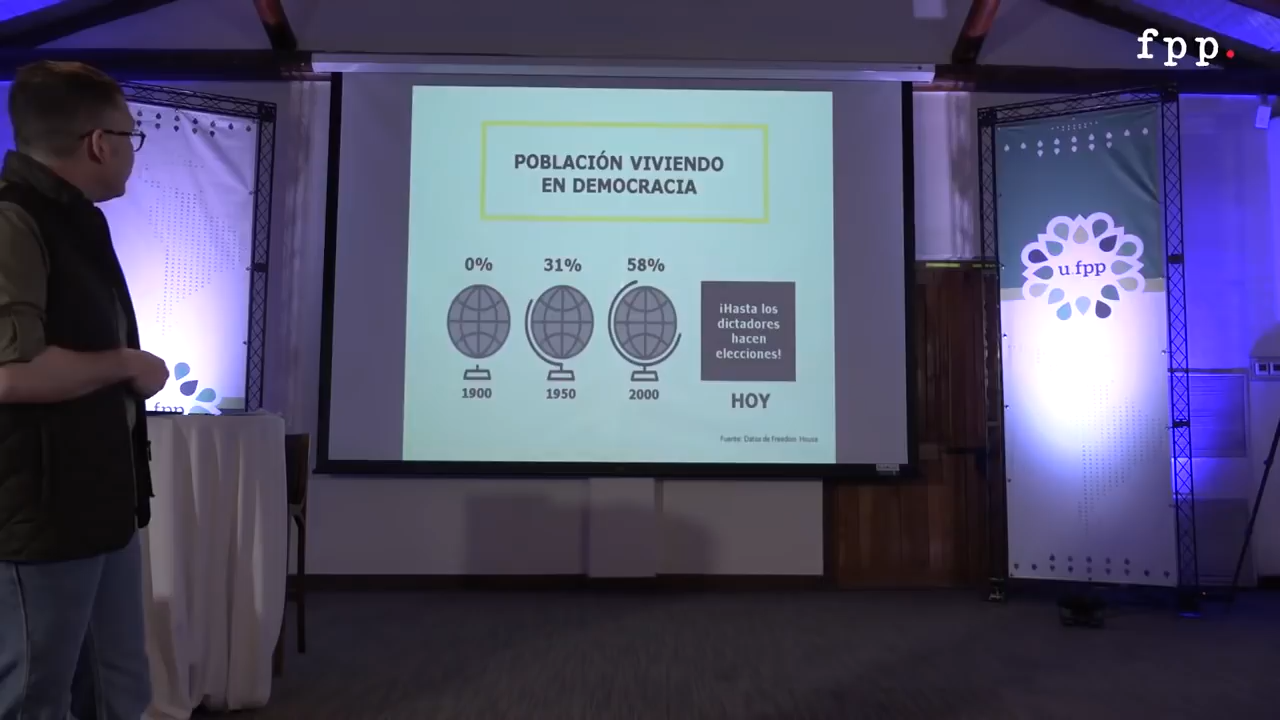 fpp.
POBLACIÓN VIVIENDO
EN DEMOCRACIA
0%
31%
58%
¡Hasta los
dictadores
hacen
elecciones!
1900
1950
2000
HOY
Fuente: Datos de Freedom House
u.fpp
fpp